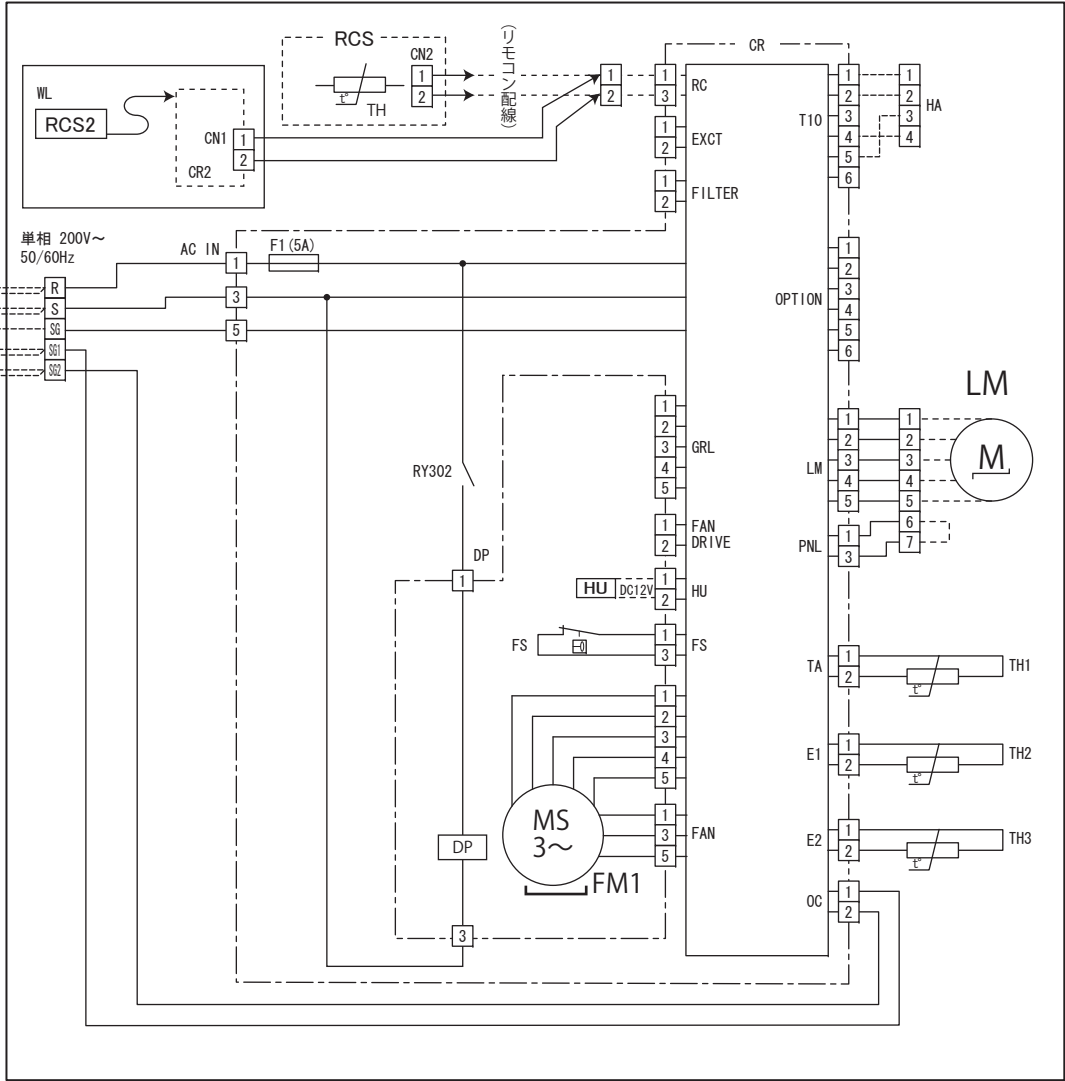 WL
RCS2
CN1
1
2
CR2
RCS
CN2
1
2
t°
TH
(リモコン配線)
1
2
CR
1
3
RC
1
2
EXCT
1
2
FILTER
T10
1
2
3
4
5
6
1
2
3
4
HA
単相 200V～
50/60Hz
R
S
SG
SG1
SG2
AC IN
1
3
5
F1(5A)
OPTION
1
2
3
4
5
6
RY302
DP
1
DP
3
1
2
3
4
5
GRL
1
2
FAN
DRIVE
HU
DC12V
1
2
HU
FS
1
3
FS
1
2
3
4
5
1
3
5
FAN
MS
3～
FM1
LM
LM
1
2
3
4
5
1
2
3
4
5
6
7
M
PNL
1
3
TA
1
2
t°
TH1
E1
1
2
t°
TH2
E2
1
2
t°
TH3
OC
1
2